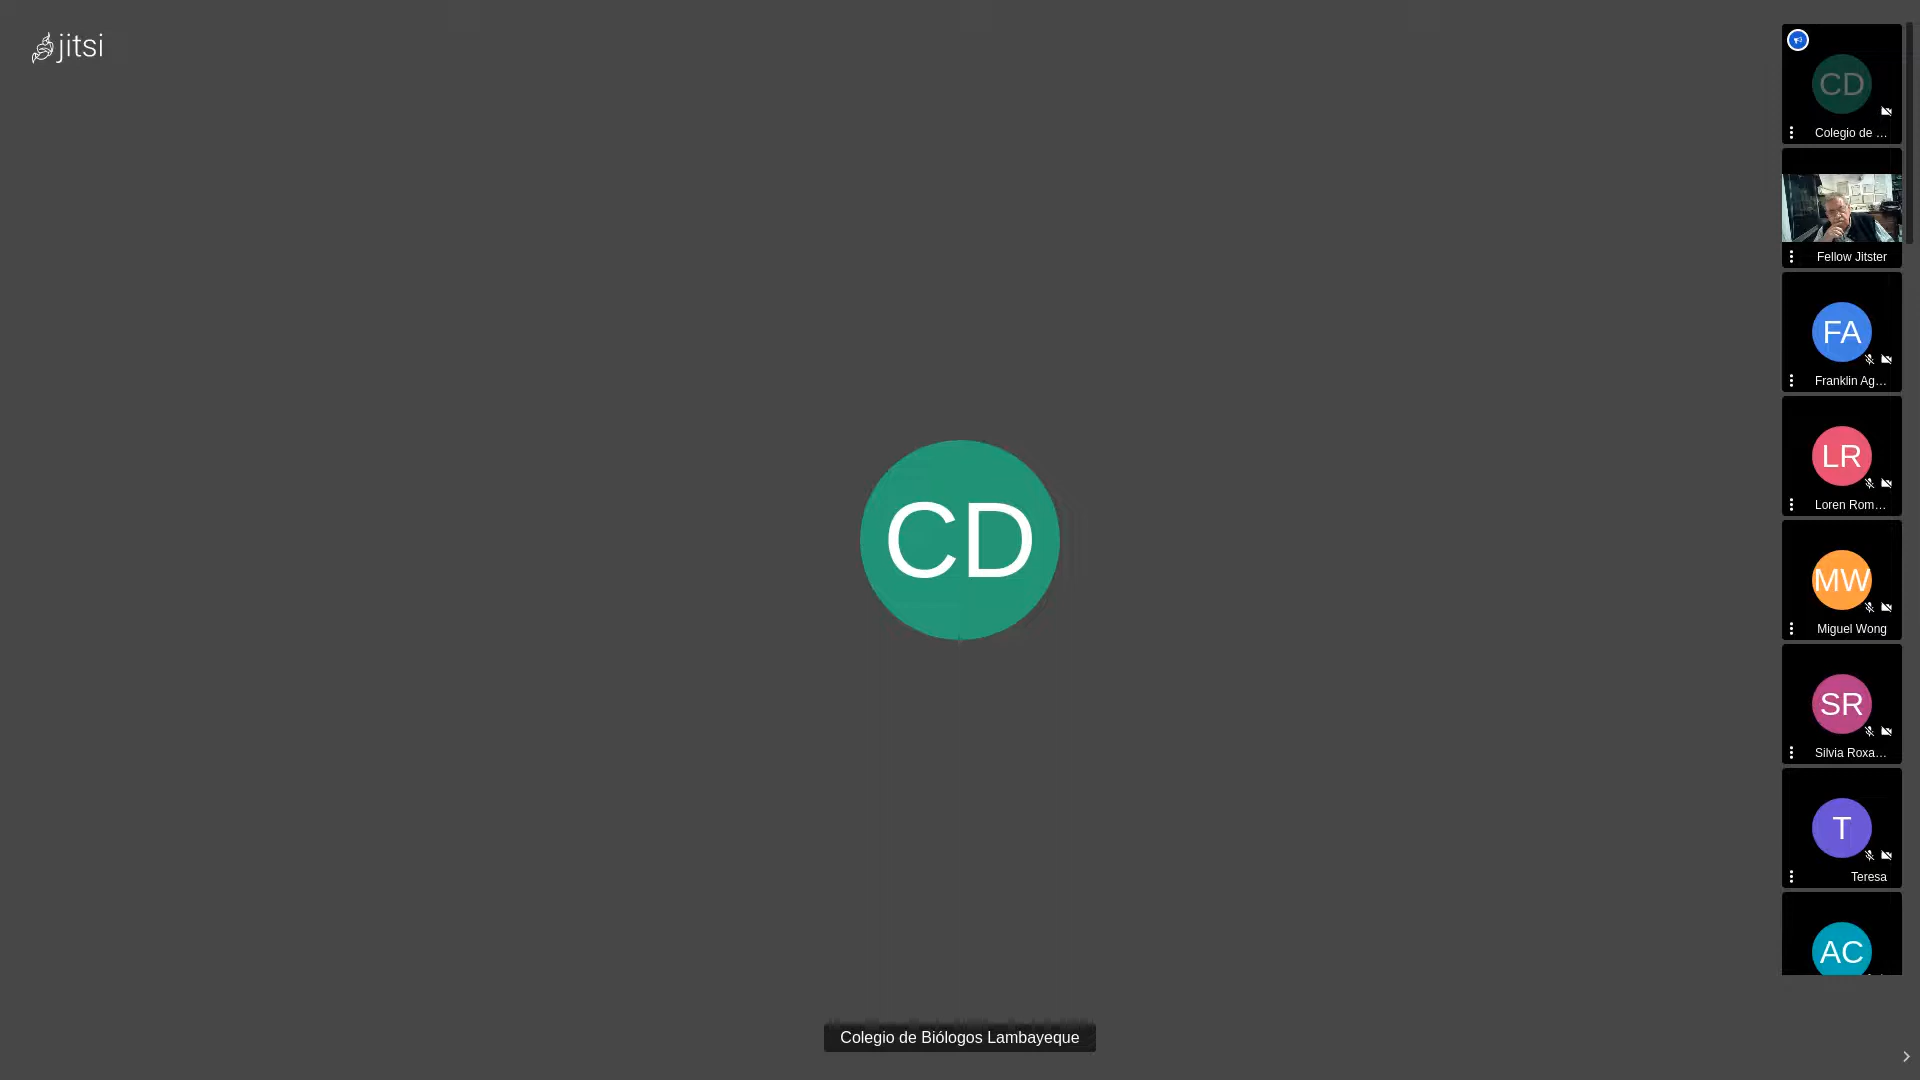 jitsi
CD
Colegio de ...
Fellow Jitster
FA
Franklin Ag...
LR
Loren Rom...
MW
Miguel Wong
SR
Silvia Roxa...
T
Teresa
AC
CD
Colegio de Biólogos Lambayeque